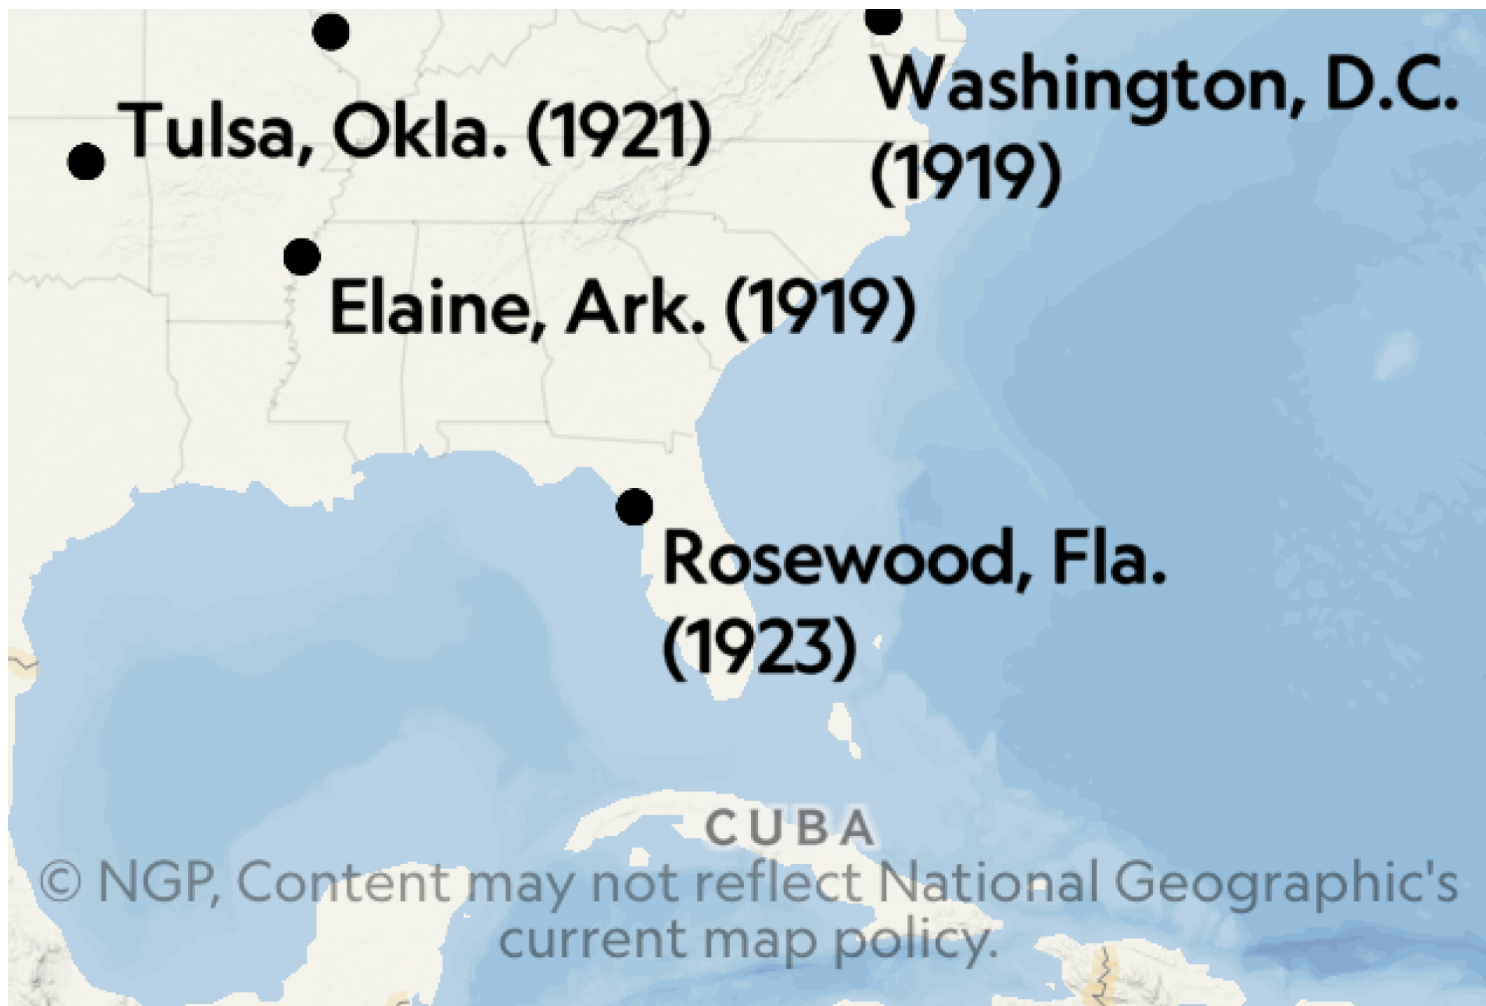 Washington, D.C.
(1919)
Tulsa, Okla. (1921)
Elaine, Ark. (1919)
Rosewood, Fla.
(1923)
CUBA
© NGP, Content may not reflect National Geographic's
current map policy.